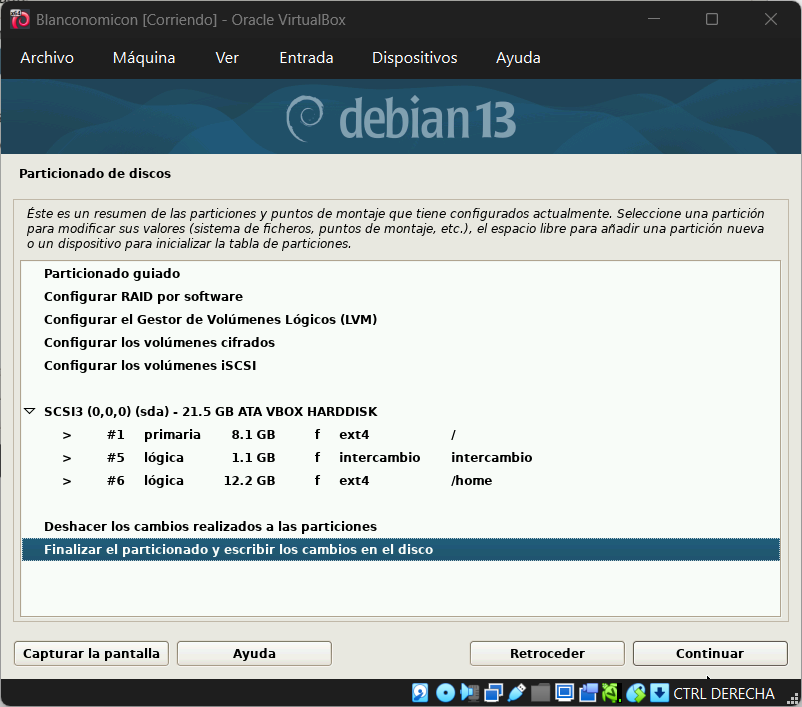 Blanconomicon [Corriendo] - Oracle VirtualBox
Archivo Máquina Ver Entrada Dispositivos Ayuda
debian 13
Particionado de discos
Éste es un resumen de las particiones y puntos de montaje que tiene configurados actualmente. Seleccione una partición
para modificar sus valores (sistema de ficheros, puntos de montaje, etc.), el espacio libre para añadir una partición nueva
o un dispositivo para inicializar la tabla de particiones.
Particionado guiado
Configurar RAID por software
Configurar el Gestor de Volúmenes Lógicos (LVM)
Configurar los volúmenes cifrados
Configurar los volúmenes iSCSI
SCSI3 (0,0,0) (sda) - 21.5 GB ATA VBOX HARDDISK
> #1 primaria 8.1 GB f ext4 /
> #5 lógica 1.1 GB f intercambio intercambio
> #6 lógica 12.2 GB f ext4 /home
Deshacer los cambios realizados a las particiones
Finalizar el particionado y escribir los cambios en el disco
Capturar la pantalla Ayuda Retroceder Continuar
CTRL DERECHA